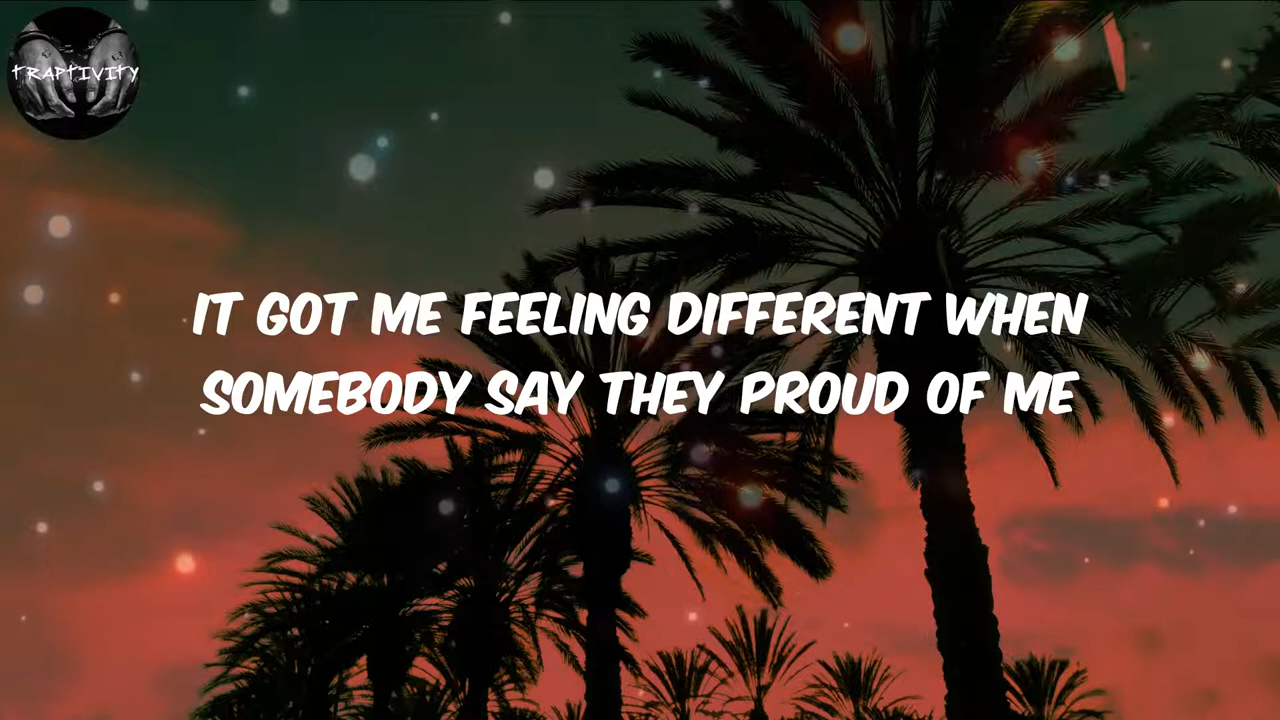 TRAPTIVITY
IT GOT ME FEELING DIFFERENT WHEN
SOMEBODY SAY THEY PROUD OF ME